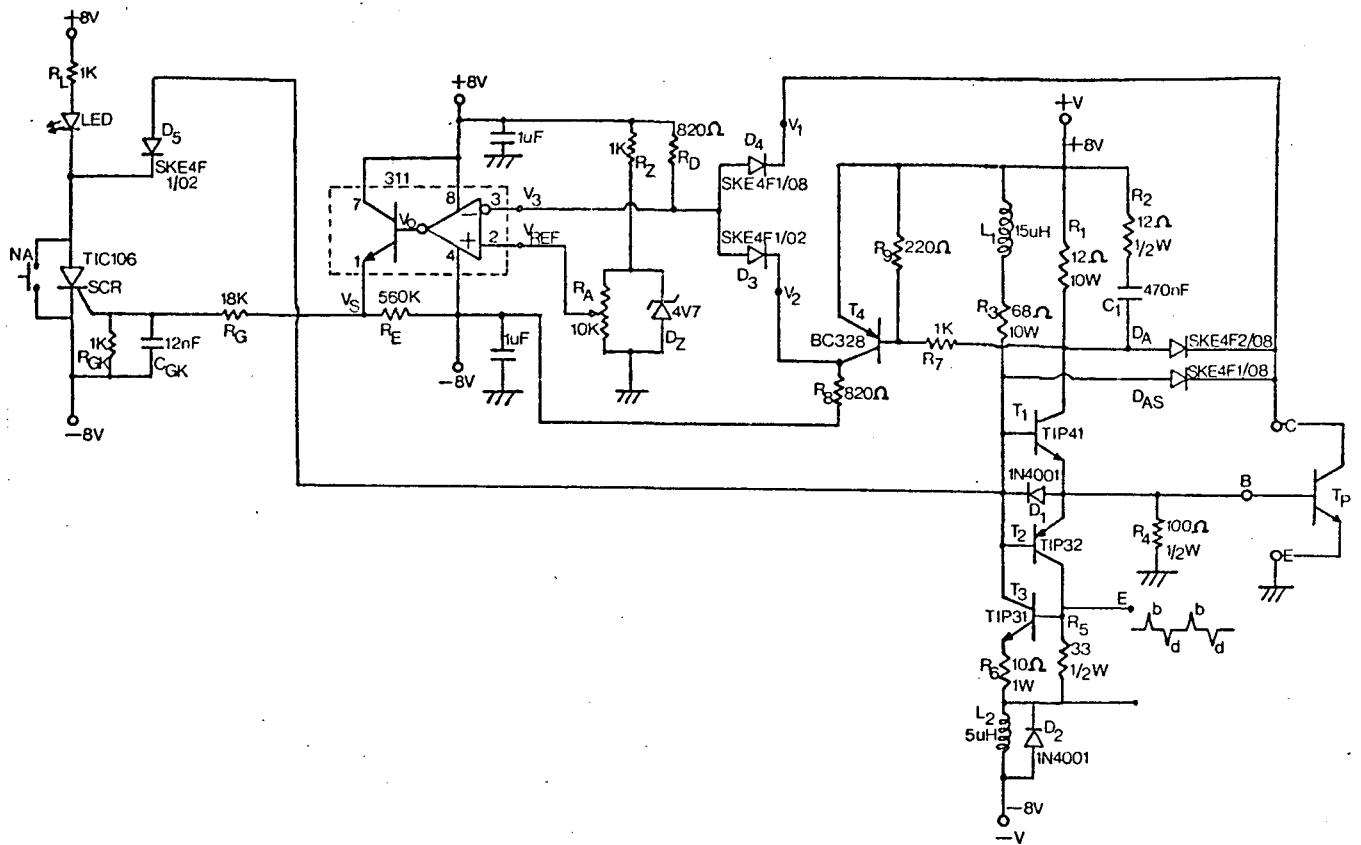 +8V
RL 1K
LED
D5
SKE4F
1/02
NA
TIC106
SCR
1K
RGK
12nF
CGK
−8V
18K
RG
VS
560K
RE
+8V
1uF
311
7
8
3
V3
VO
−
+
2
VREF
4
1
−8V
1uF
1K
RZ
820Ω
RD
RA
10K
4V7
DZ
D4
SKE4F1/08
V1
SKE4F1/02
D3
V2
R9
220Ω
T4
BC328
1K
R7
R8
820Ω
+V
+8V
L1
15uH
R1
12Ω
10W
R2
12Ω
1/2W
470nF
C1
R3
68Ω
10W
DA
SKE4F2/08
SKE4F1/08
DAS
T1
TIP41
1N4001
D1
T2
TIP32
T3
TIP31
R4
100Ω
1/2W
B
C
TP
E
E
b b
d d
R5
33
1/2W
R6
10Ω
1W
L2
5uH
D2
1N4001
−8V
−V